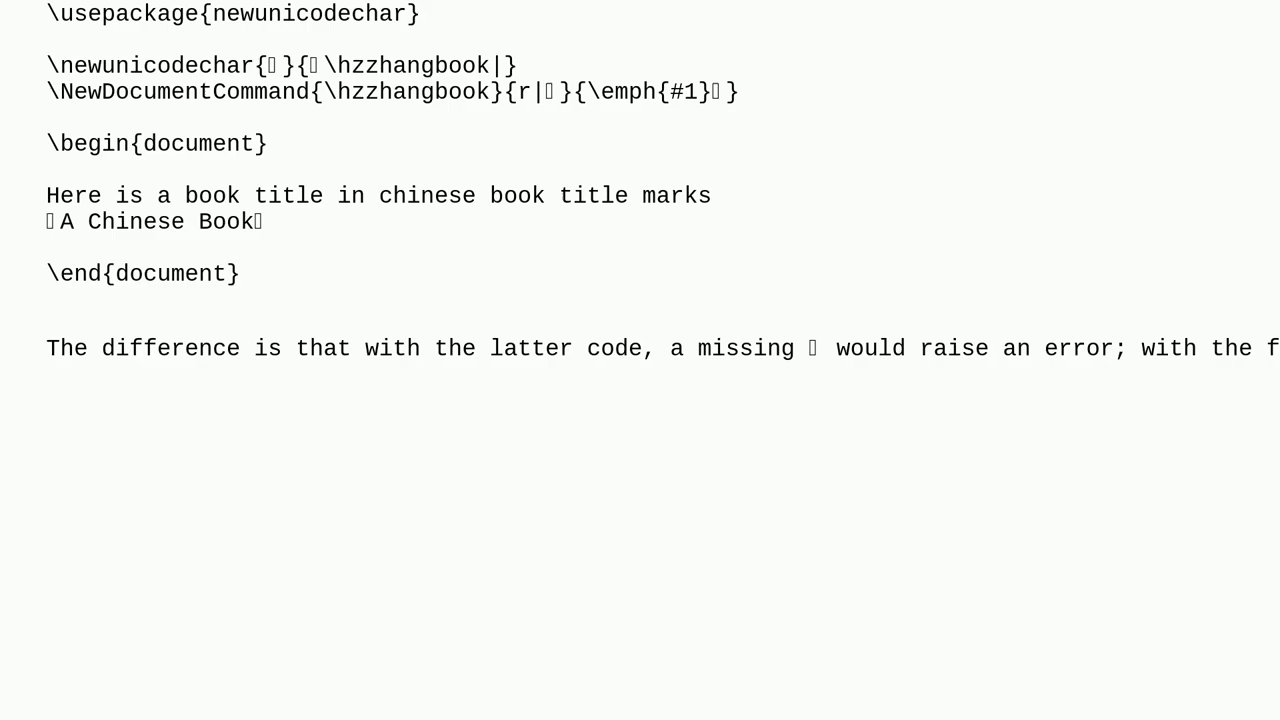 \usepackage{newunicodechar}
\newunicodechar{▯}{▯\hzzhangbook|}
\NewDocumentCommand{\hzzhangbook}{r|▯}{\emph{#1}▯}
\begin{document}
Here is a book title in chinese book title marks
▯A Chinese Book▯
\end{document}
The difference is that with the latter code, a missing ▯ would raise an error; with the